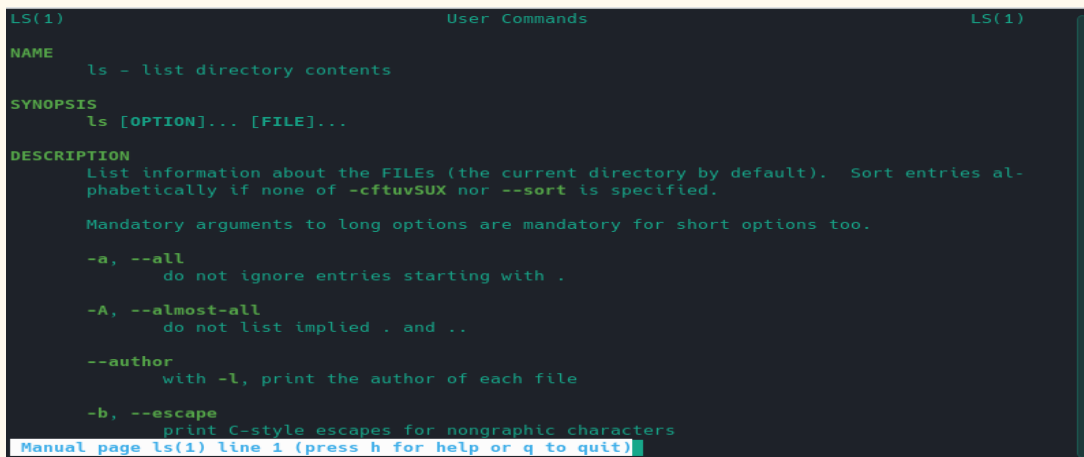 LS(1) User Commands LS(1)
NAME
ls – list directory contents
SYNOPSIS
ls [OPTION]... [FILE]...
DESCRIPTION
List information about the FILEs (the current directory by default). Sort entries al-
phabetically if none of -cftuvSUX nor --sort is specified.
Mandatory arguments to long options are mandatory for short options too.
-a, --all
do not ignore entries starting with .
-A, --almost-all
do not list implied . and ..
--author
with -l, print the author of each file
-b, --escape
print C-style escapes for nongraphic characters
Manual page ls(1) line 1 (press h for help or q to quit)